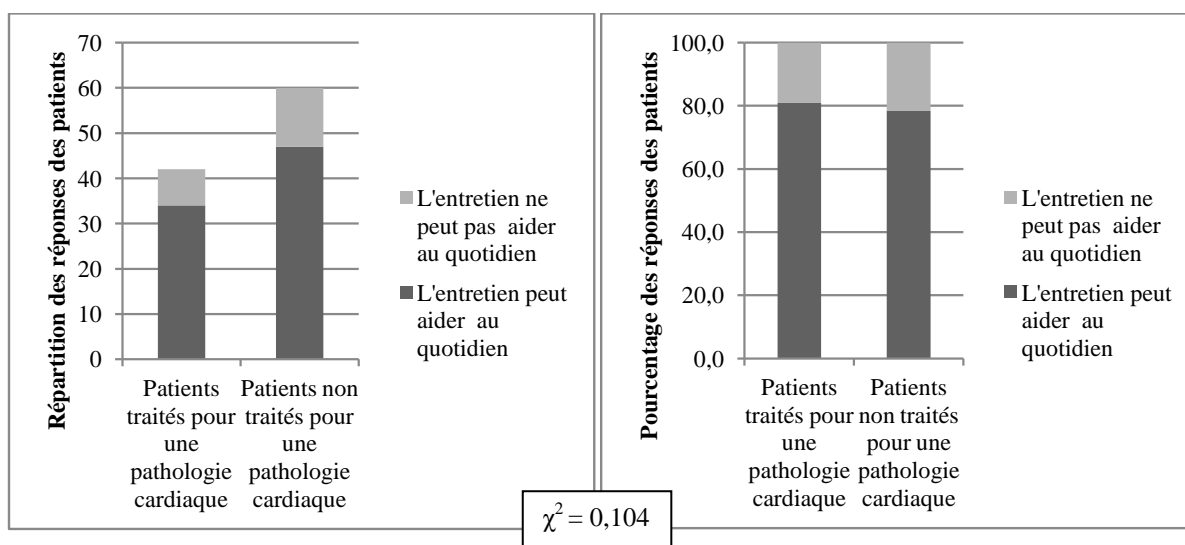 Répartition des réponses des patients
70
60
50
40
30
20
10
0
Patients
traités pour
une
pathologie
cardiaque
Patients non
traités pour
une
pathologie
cardiaque
L'entretien ne
peut pas aider
au quotidien
L'entretien peut
aider au
quotidien
Pourcentage des réponses des patients
100,0
80,0
60,0
40,0
20,0
0,0
Patients
traités pour
une
pathologie
cardiaque
Patients
non traités
pour une
pathologie
cardiaque
L'entretien ne
peut pas aider
au quotidien
L'entretien peut
aider au
quotidien
χ² = 0,104